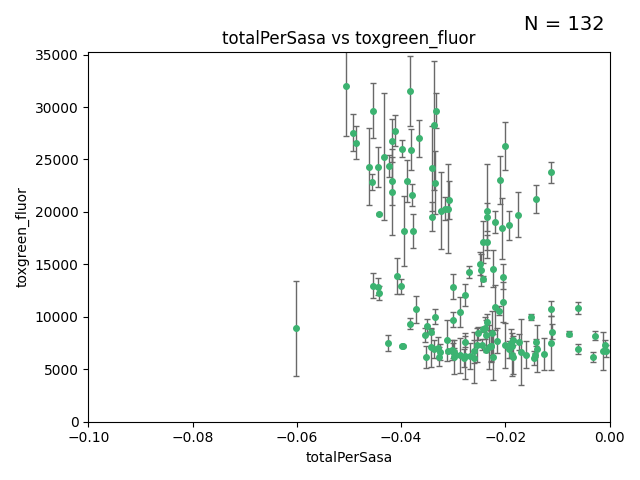 N = 132
totalPerSasa vs toxgreen_fluor
35000
30000
25000
20000
15000
10000
5000
0
toxgreen_fluor
−0.10 −0.08 −0.06 −0.04 −0.02 0.00
totalPerSasa